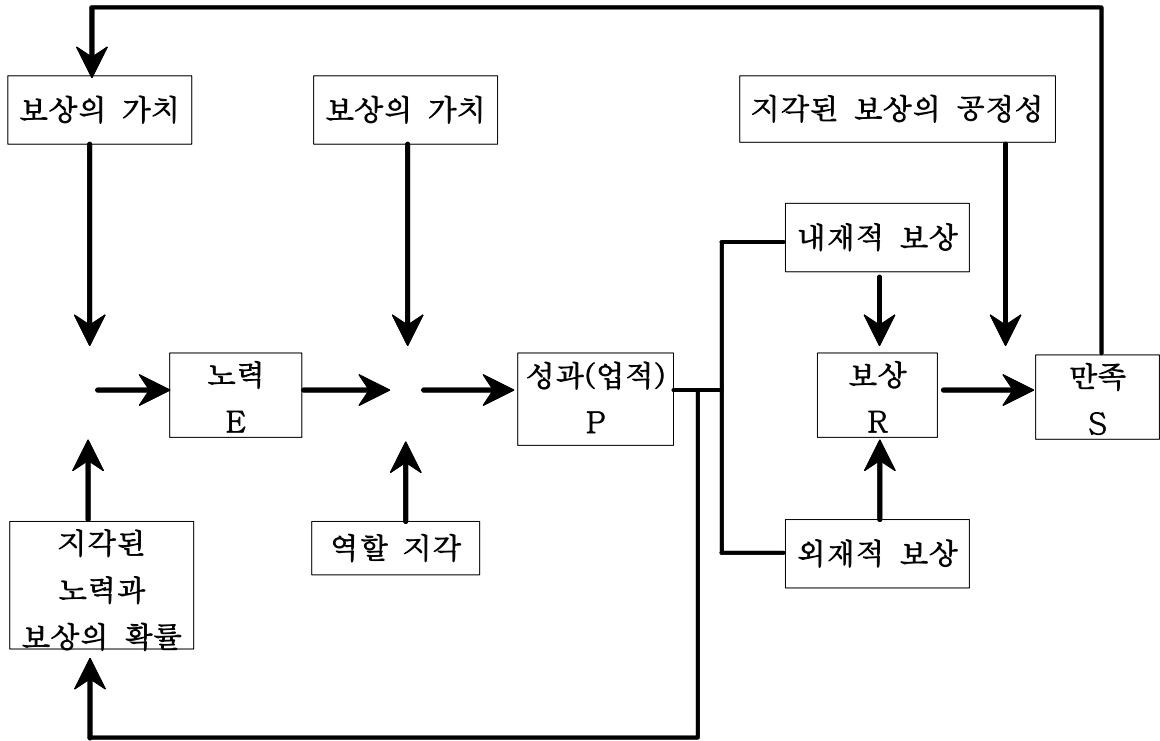 보상의 가치
보상의 가치
지각된 보상의 공정성
내재적 보상
노력
E
성과(업적)
P
보상
R
만족
S
지각된
노력과
보상의 확률
역할 지각
외재적 보상